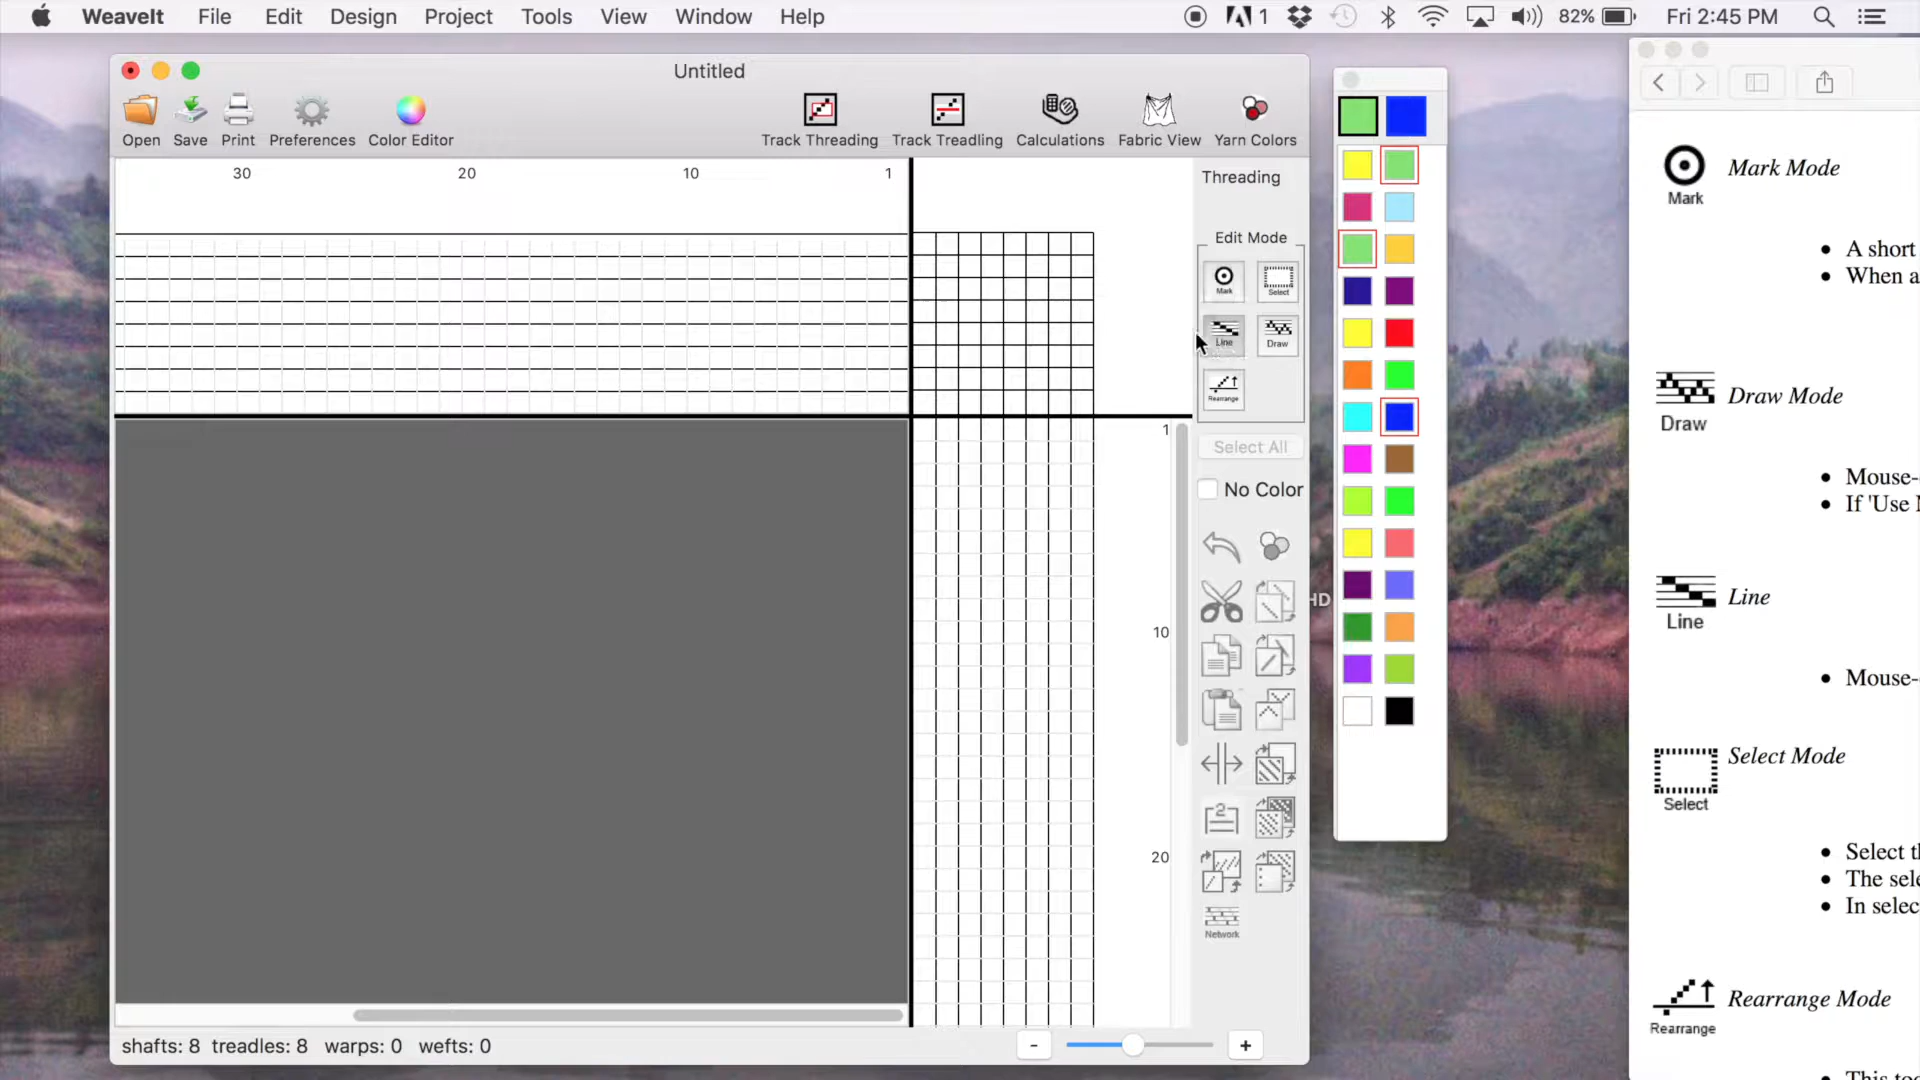 WeaveIt File Edit Design Project Tools View Window Help 1 82% Fri 2:45 PM
Untitled
Open Save Print Preferences Color Editor Track Threading Track Treadling Calculations Fabric View Yarn Colors
30 20 10 1
Threading
Edit Mode
Mark Select
Line Draw
Rearrange
1
Select All
No Color
10
HD
2
20
Network
shafts: 8 treadles: 8 warps: 0 wefts: 0
- +
Mark Mode
Mark
• A short
• When a
Draw Mode
Draw
• Mouse-
• If 'Use
Line
Line
• Mouse-
Select Mode
Select
• Select
• The sele
• In selec
Rearrange Mode
Rearrange
• This too